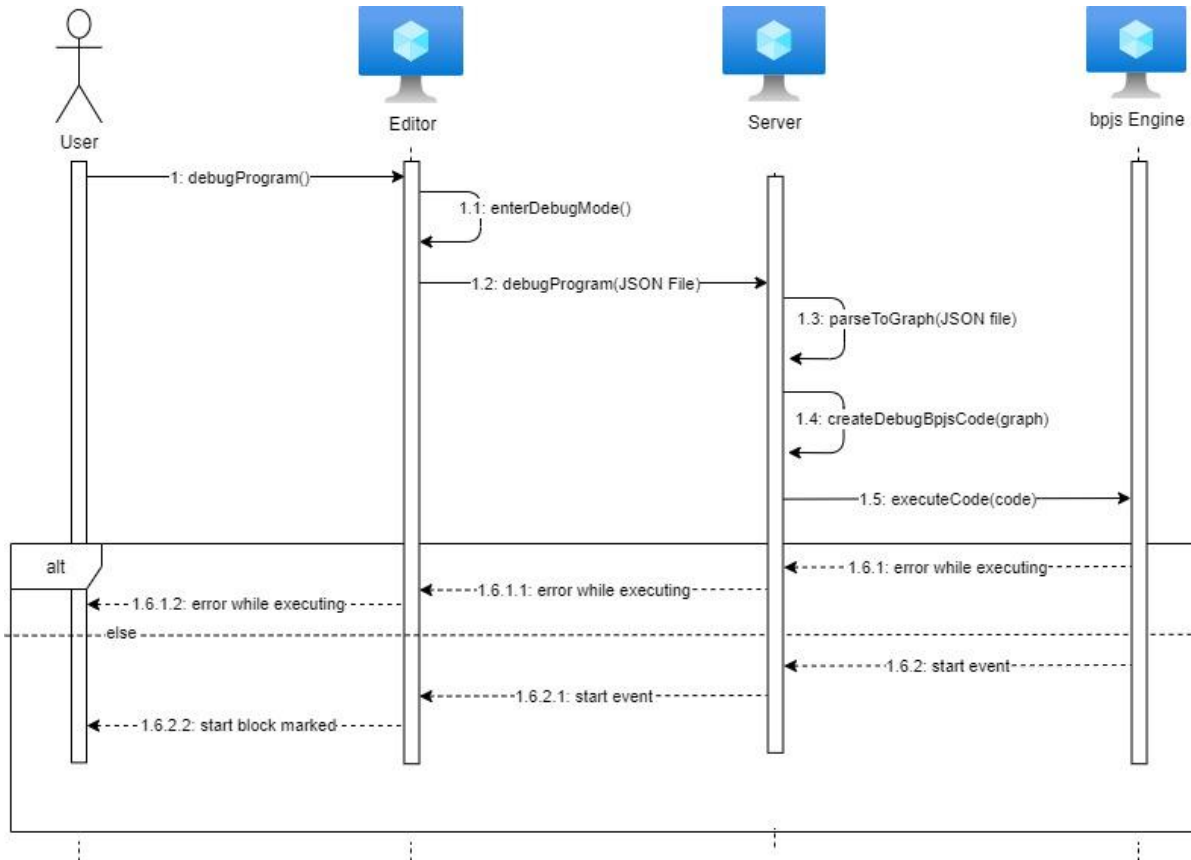 User
Editor
Server
bpjs Engine
1: debugProgram()
1.1: enterDebugMode()
1.2: debugProgram(JSON File)
1.3: parseToGraph(JSON file)
1.4: createDebugBpjsCode(graph)
1.5: executeCode(code)
alt
1.6.1: error while executing
1.6.1.1: error while executing
1.6.1.2: error while executing
else
1.6.2: start event
1.6.2.1: start event
1.6.2.2: start block marked